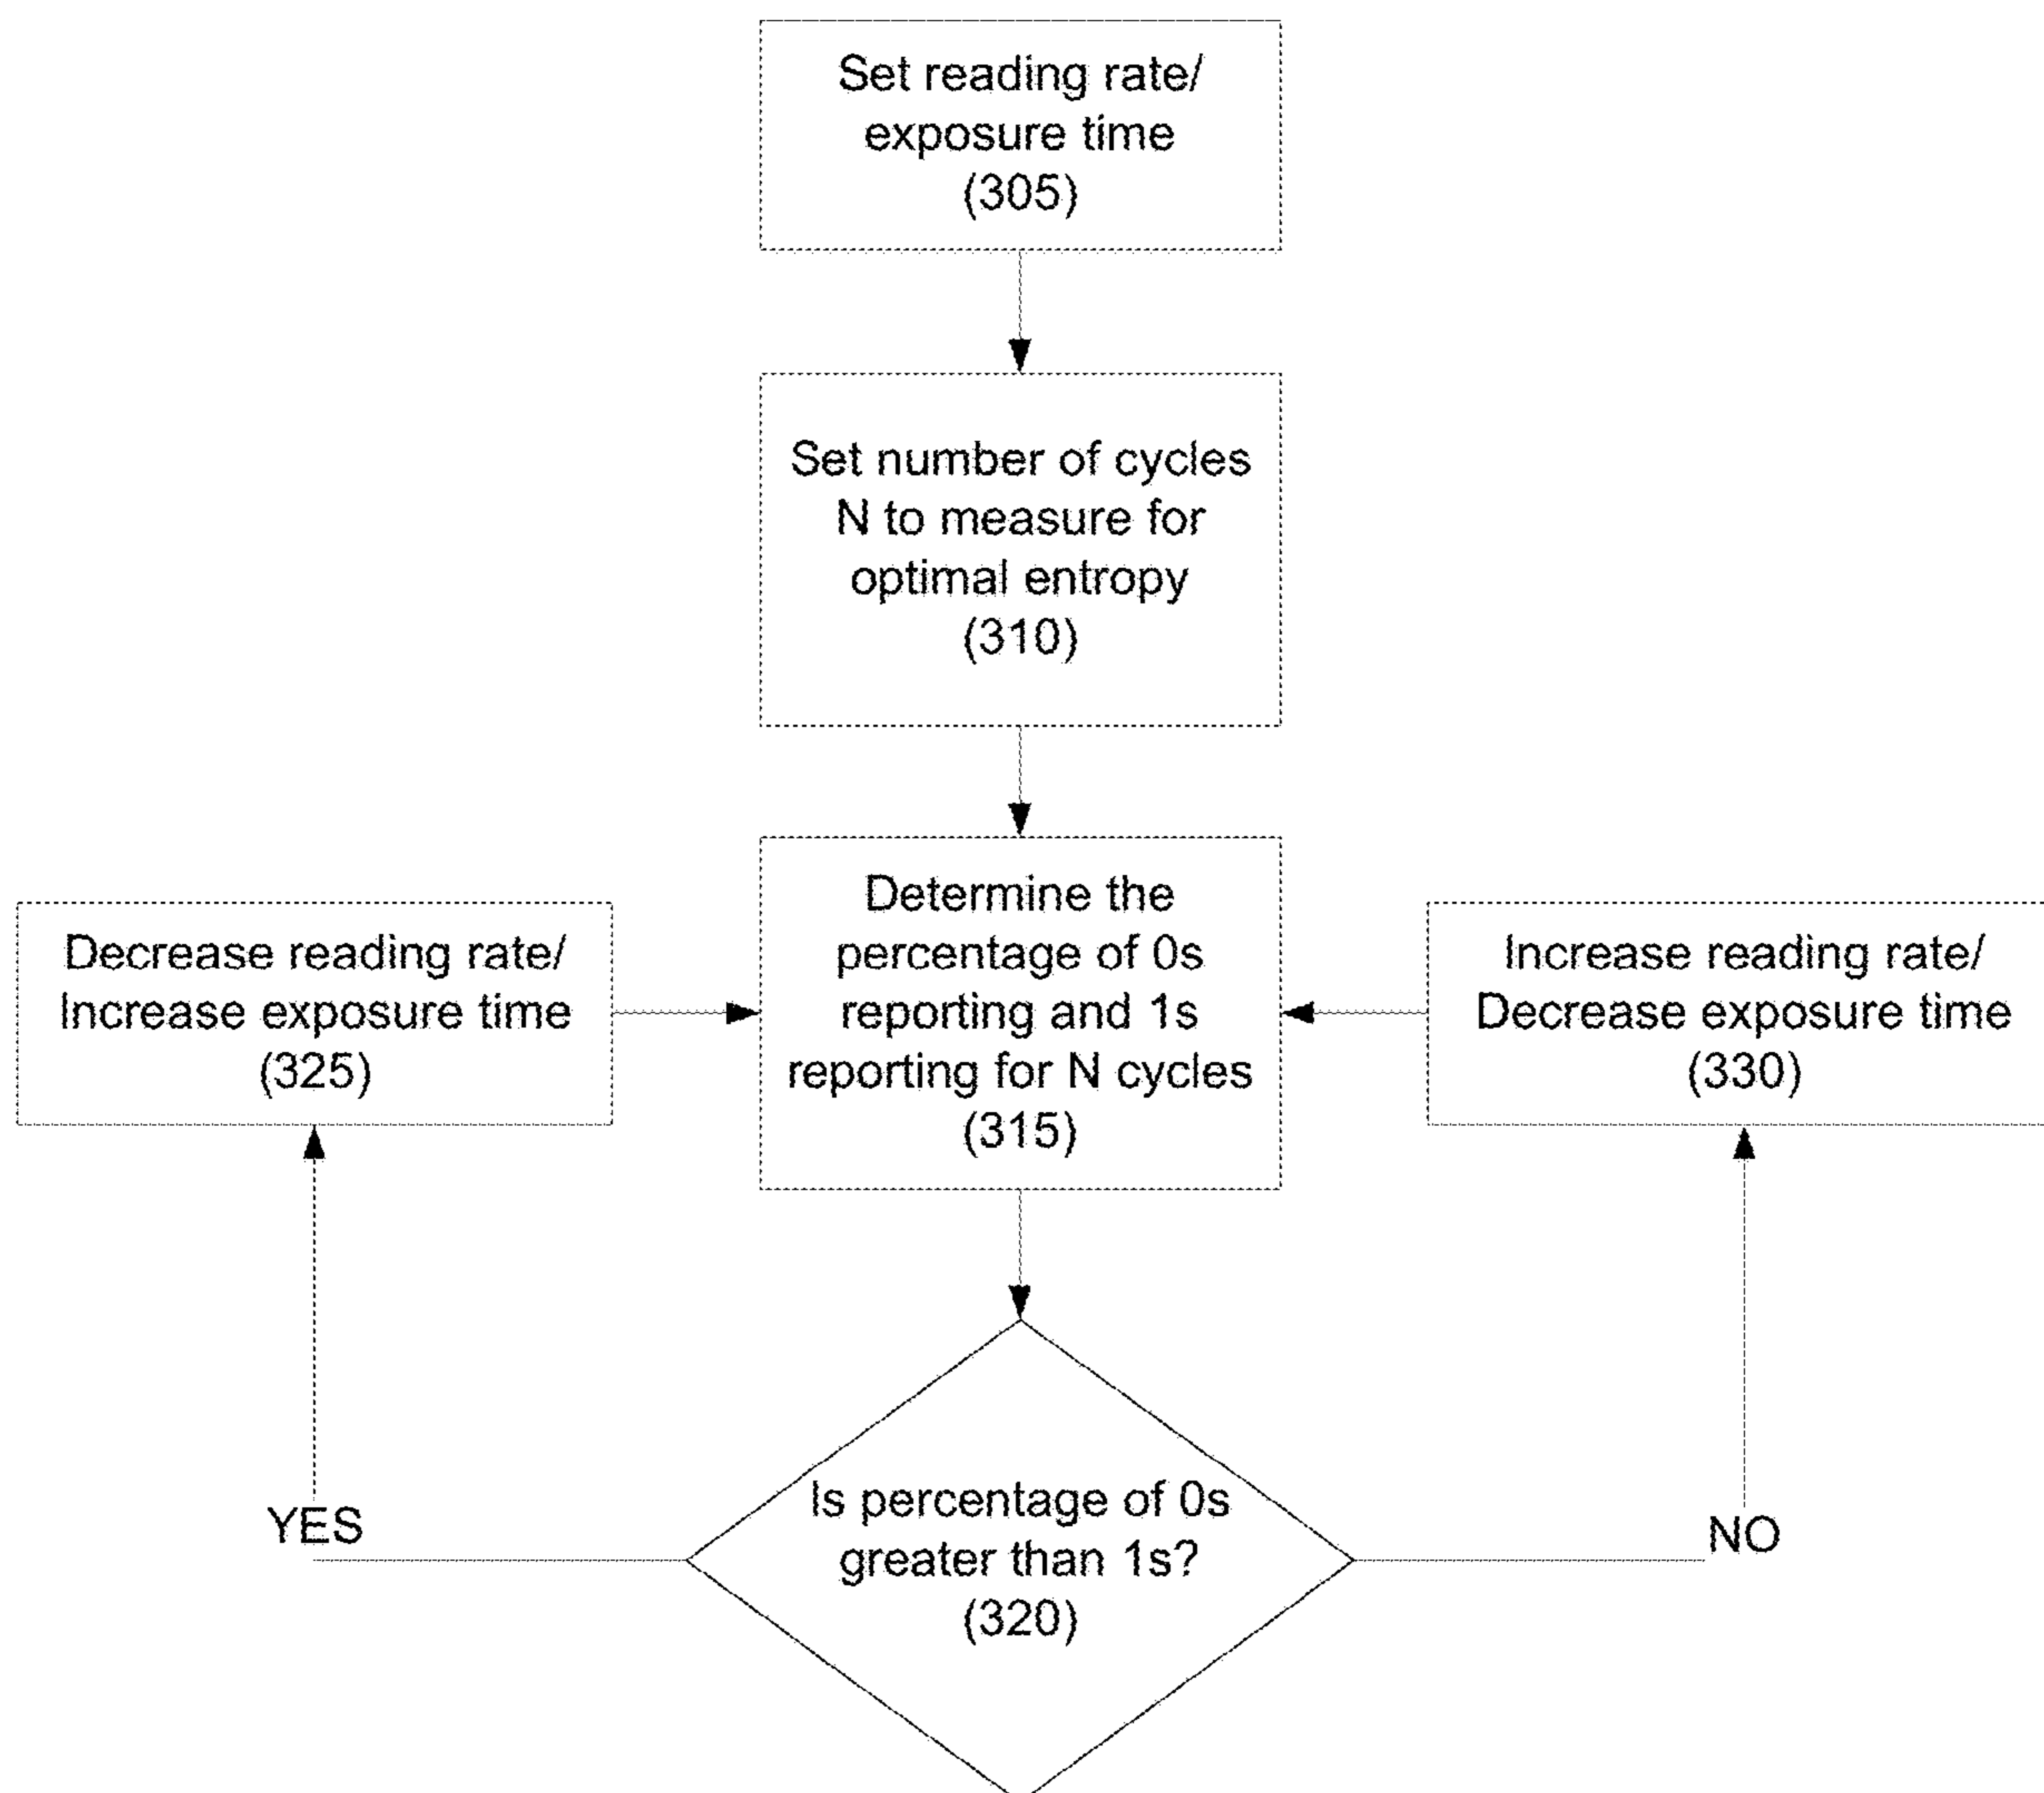 Set reading rate/
exposure time
(305)
Set number of cycles
N to measure for
optimal entropy
(310)
Determine the
percentage of 0s
reporting and 1s
reporting for N cycles
(315)
Decrease reading rate/
Increase exposure time
(325)
Increase reading rate/
Decrease exposure time
(330)
Is percentage of 0s
greater than 1s?
(320)
YES
NO